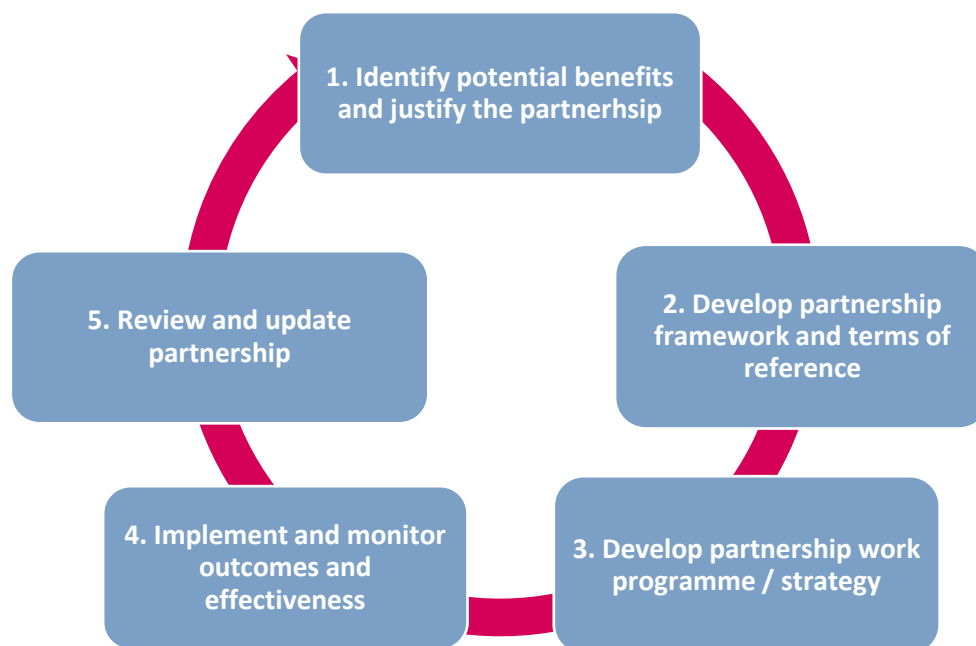 1. Identify potential benefits
and justify the partnerhsip
2. Develop partnership
framework and terms of
reference
3. Develop partnership work
programme / strategy
4. Implement and monitor
outcomes and
effectiveness
5. Review and update
partnership